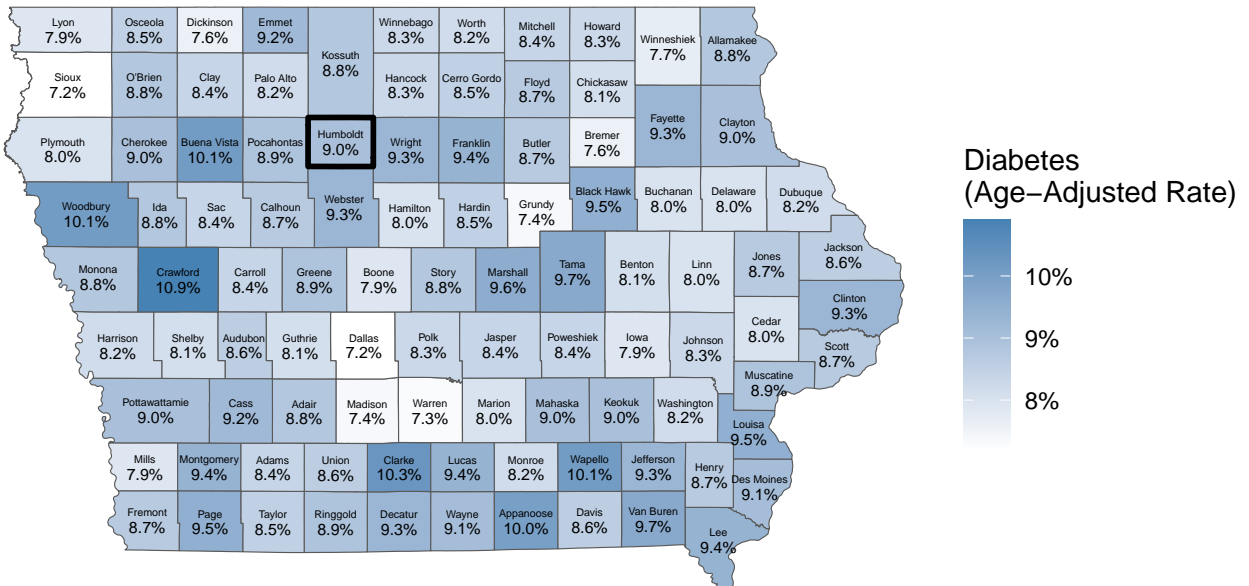 Lyon
7.9%
Osceola
8.5%
Dickinson
7.6%
Emmet
9.2%
Kossuth
8.8%
Winnebago
8.3%
Worth
8.2%
Mitchell
8.4%
Howard
8.3%
Winneshiek
7.7%
Allamakee
8.8%
Sioux
7.2%
O'Brien
8.8%
Clay
8.4%
Palo Alto
8.2%
Hancock
8.3%
Cerro Gordo
8.5%
Floyd
8.7%
Chickasaw
8.1%
Plymouth
8.0%
Cherokee
9.0%
Buena Vista
10.1%
Pocahontas
8.9%
Humboldt
9.0%
Wright
9.3%
Franklin
9.4%
Butler
8.7%
Bremer
7.6%
Fayette
9.3%
Clayton
9.0%
Woodbury
10.1%
Ida
8.8%
Sac
8.4%
Calhoun
8.7%
Webster
9.3%
Hamilton
8.0%
Hardin
8.5%
Grundy
7.4%
Black Hawk
9.5%
Buchanan
8.0%
Delaware
8.0%
Dubuque
8.2%
Monona
8.8%
Crawford
10.9%
Carroll
8.4%
Greene
8.9%
Boone
7.9%
Story
8.8%
Marshall
9.6%
Tama
9.7%
Benton
8.1%
Linn
8.0%
Jones
8.7%
Jackson
8.6%
Clinton
9.3%
Harrison
8.2%
Shelby
8.1%
Audubon
8.6%
Guthrie
8.1%
Dallas
7.2%
Polk
8.3%
Jasper
8.4%
Poweshiek
8.4%
Iowa
7.9%
Johnson
8.3%
Cedar
8.0%
Scott
8.7%
Muscatine
8.9%
Pottawattamie
9.0%
Cass
9.2%
Adair
8.8%
Madison
7.4%
Warren
7.3%
Marion
8.0%
Mahaska
9.0%
Keokuk
9.0%
Washington
8.2%
Louisa
9.5%
Mills
7.9%
Montgomery
9.4%
Adams
8.4%
Union
8.6%
Clarke
10.3%
Lucas
9.4%
Monroe
8.2%
Wapello
10.1%
Jefferson
9.3%
Henry
8.7%
Des Moines
9.1%
Fremont
8.7%
Page
9.5%
Taylor
8.5%
Ringgold
8.9%
Decatur
9.3%
Wayne
9.1%
Appanoose
10.0%
Davis
8.6%
Van Buren
9.7%
Lee
9.4%
Diabetes
(Age−Adjusted Rate)
10%
9%
8%